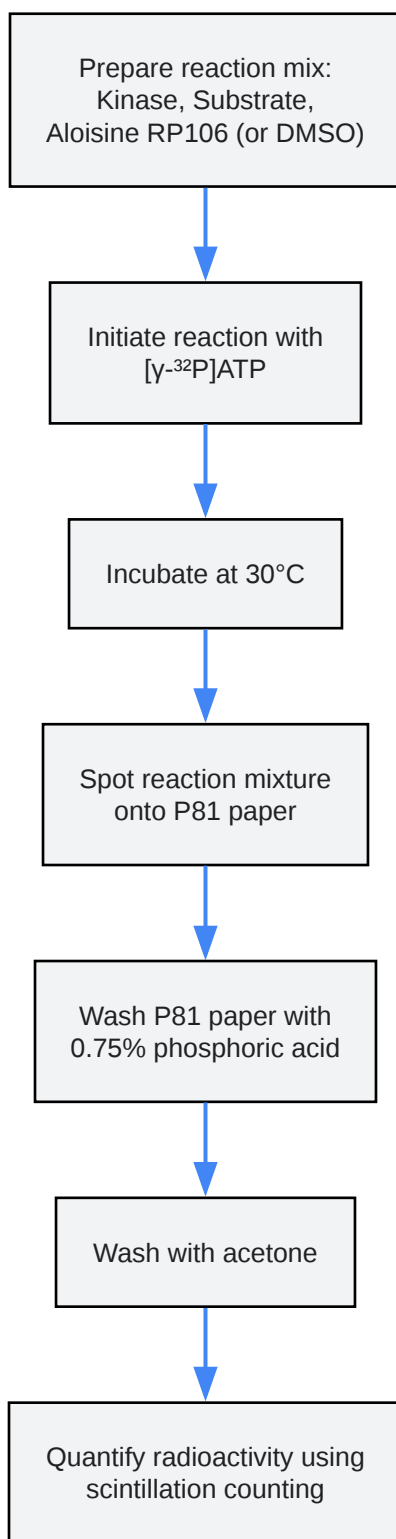 Prepare reaction mix:
Kinase, Substrate,
Aloisine RP106 (or DMSO)
Initiate reaction with
[γ-³²P]ATP
Incubate at 30°C
Spot reaction mixture
onto P81 paper
Wash P81 paper with
0.75% phosphoric acid
Wash with acetone
Quantify radioactivity using
scintillation counting